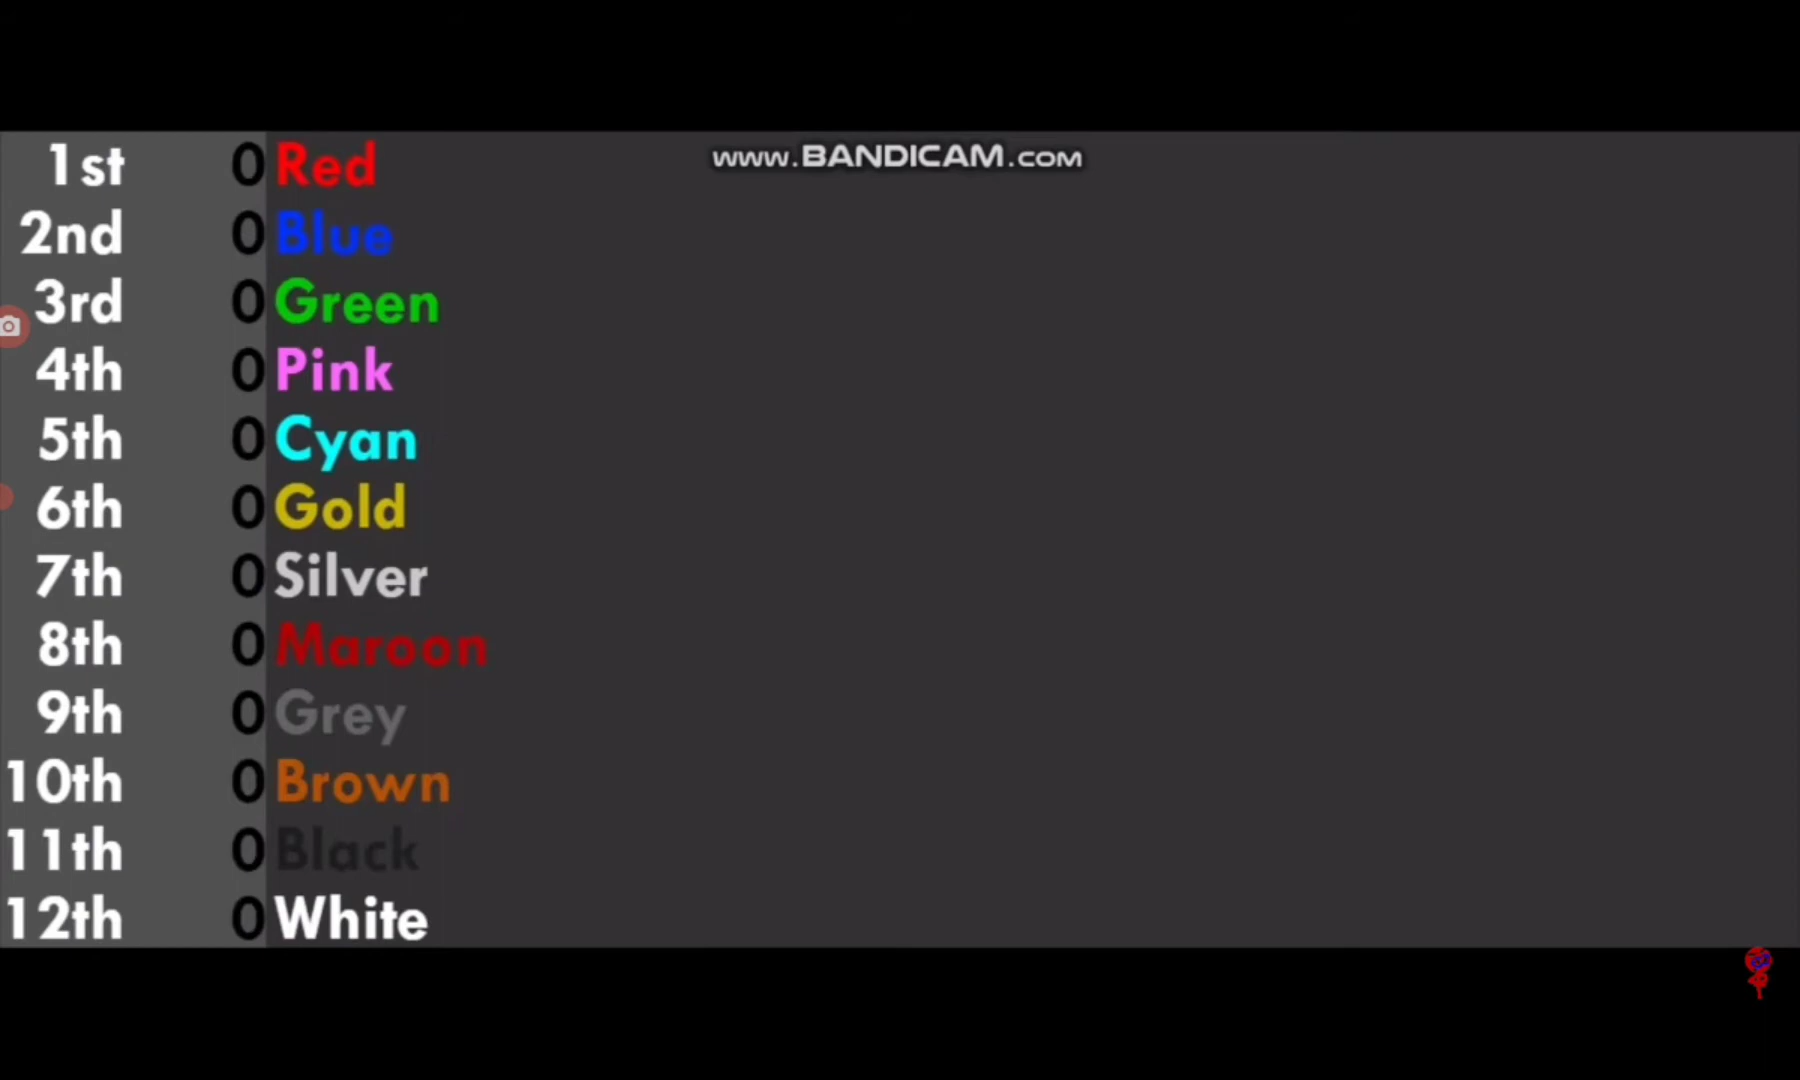 www.BANDICAM.com
1st 0 Red
2nd 0 Blue
3rd 0 Green
4th 0 Pink
5th 0 Cyan
6th 0 Gold
7th 0 Silver
8th 0 Maroon
9th 0 Grey
10th 0 Brown
11th 0 Black
12th 0 White